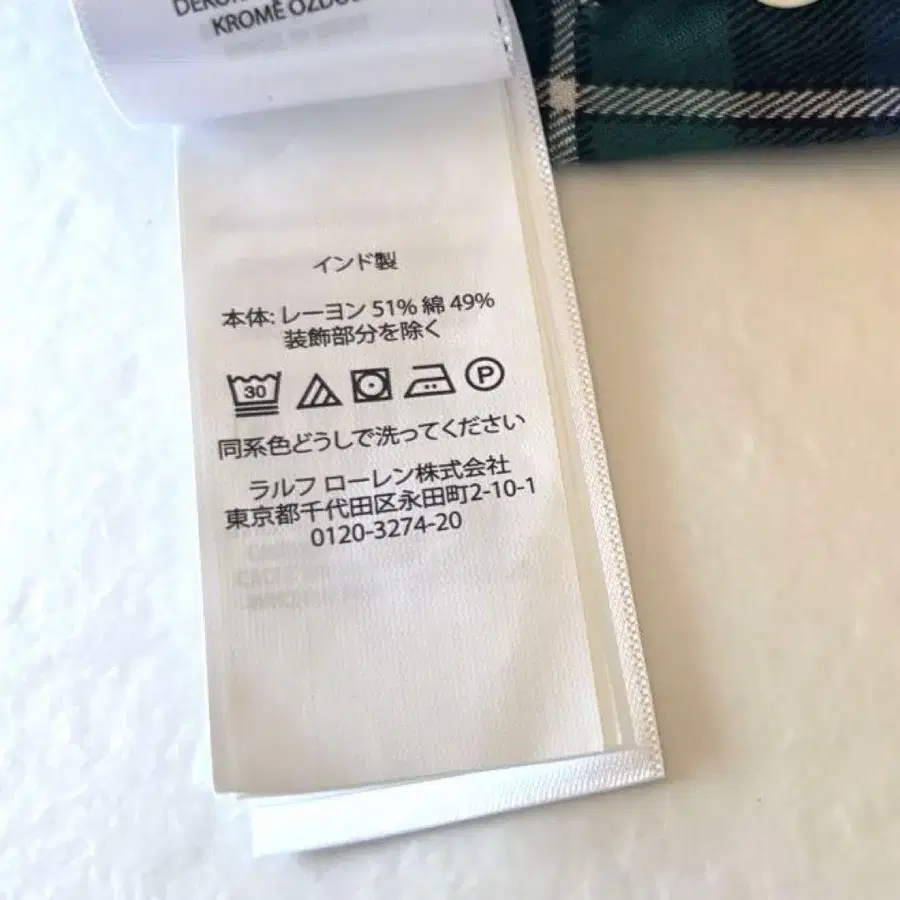 KROMĖ
インド製
本体: レーヨン 51% 綿 49%
装飾部分を除く
30
P
同系色どうしで洗ってください
ラルフ ローレン株式会社
東京都千代田区永田町2-10-1
0120-3274-20